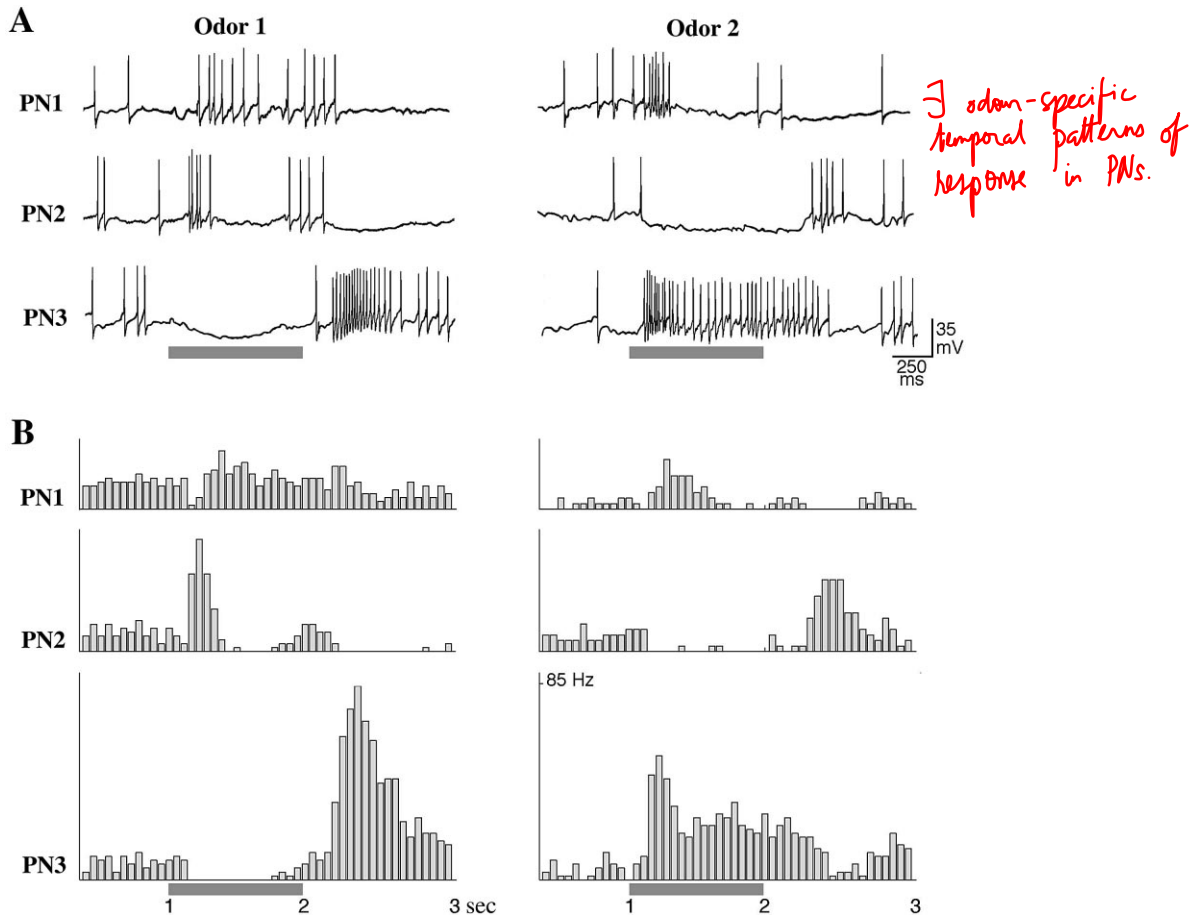 A
Odor 1
Odor 2
PN1
PN2
PN3
35
mV
250
ms
∃ odour-specific
temporal patterns of
response in PNs.
B
PN1
PN2
85 Hz
PN3
1
2
3 sec
1
2
3